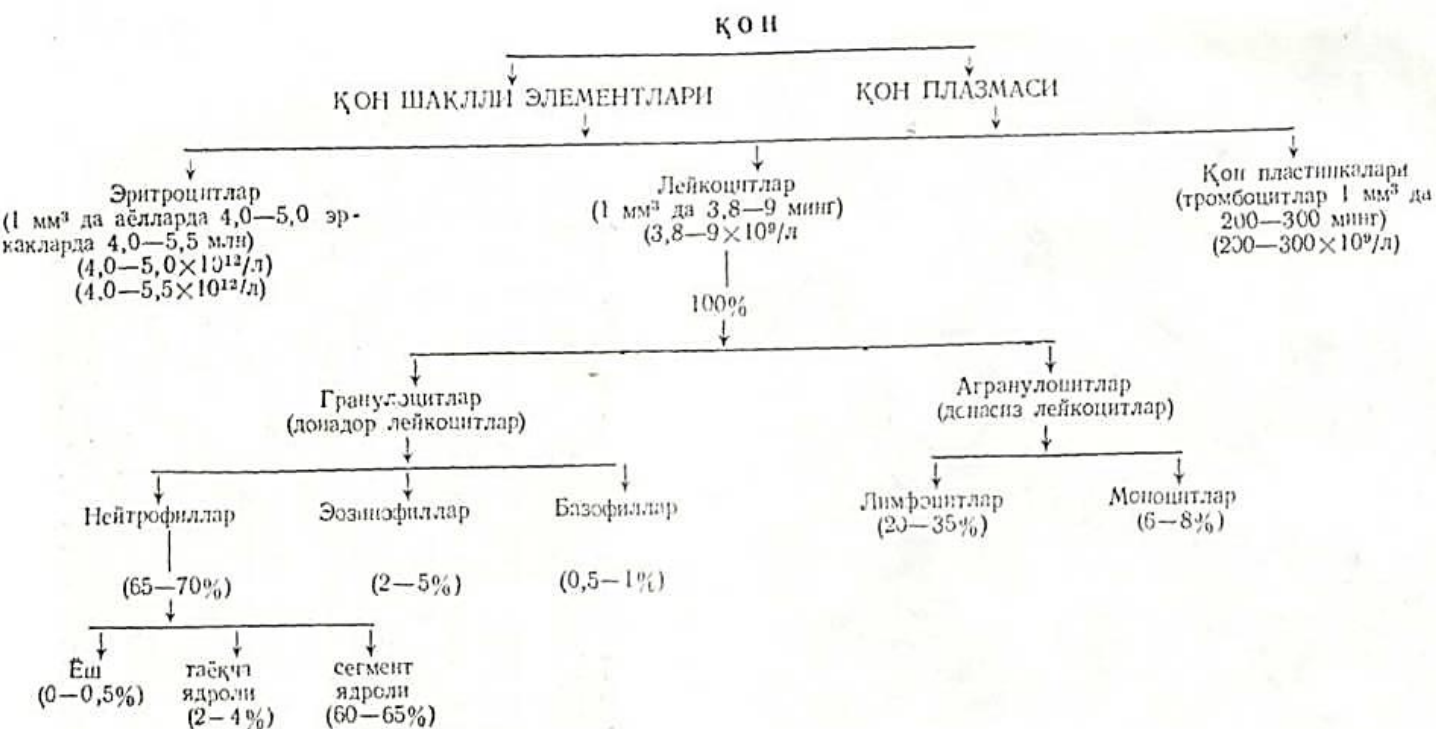 ҚОН
ҚОН ШАКЛЛИ ЭЛЕМЕНТЛАРИ
ҚОН ПЛАЗМАСИ
Эритроцитлар
(1 мм³ да аёлларда 4,0—5,0 эр-
какларда 4,0—5,5 млн)
(4,0—5,0×10¹²/л)
(4,0—5,5×10¹²/л)
Лейкоцитлар
(1 мм³ да 3,8—9 минг)
(3,8—9×10⁹/л
Қон пластинкалари
(тромбоцитлар 1 мм³ да
200—300 минг)
(200—300×10⁹/л)
100%
Гранулоцитлар
(донадор лейкоцитлар)
Агранулоцитлар
(донасиз лейкоцитлар)
Нейтрофиллар
Эозинофиллар
Базофиллар
Лимфоцитлар
(20—35%)
Моноцитлар
(6—8%)
(65—70%)
(2—5%)
(0,5—1%)
Ёш
(0—0,5%)
таёқча
ядроли
(2—4%)
сегмент
ядроли
(60—65%)